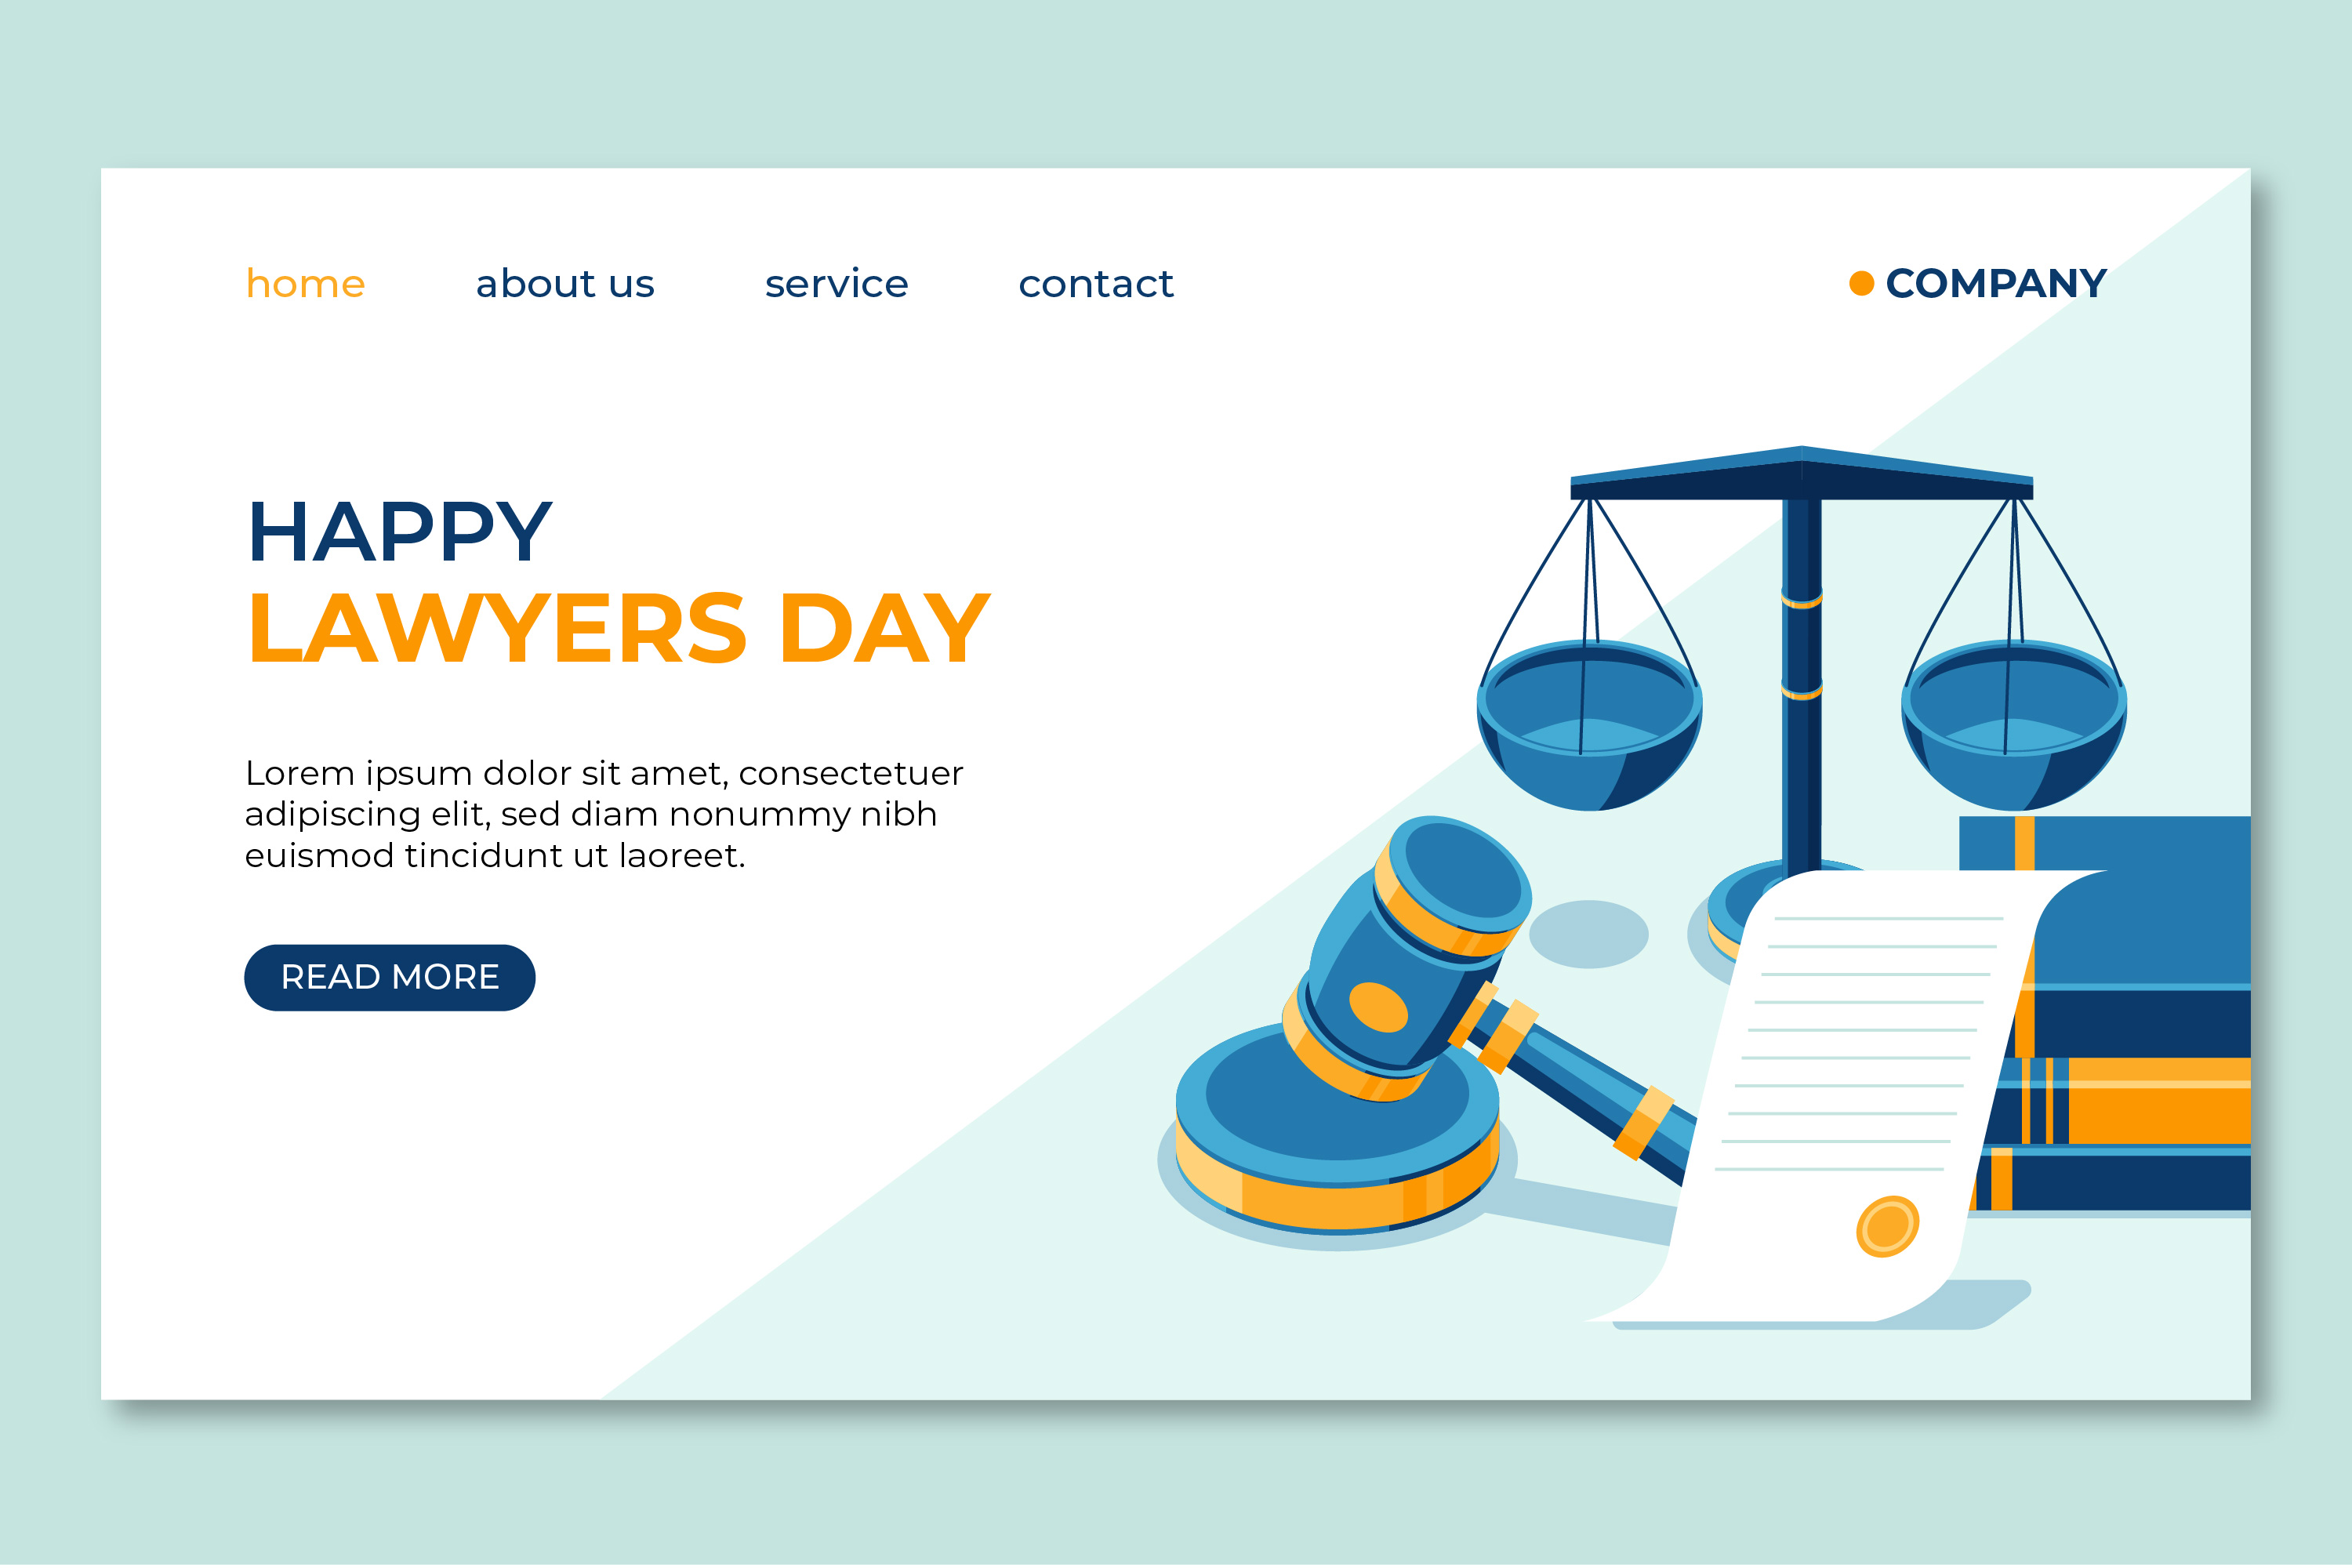 home about us service contact COMPANY
HAPPY
LAWYERS DAY
Lorem ipsum dolor sit amet, consectetuer
adipiscing elit, sed diam nonummy nibh
euismod tincidunt ut laoreet.
READ MORE